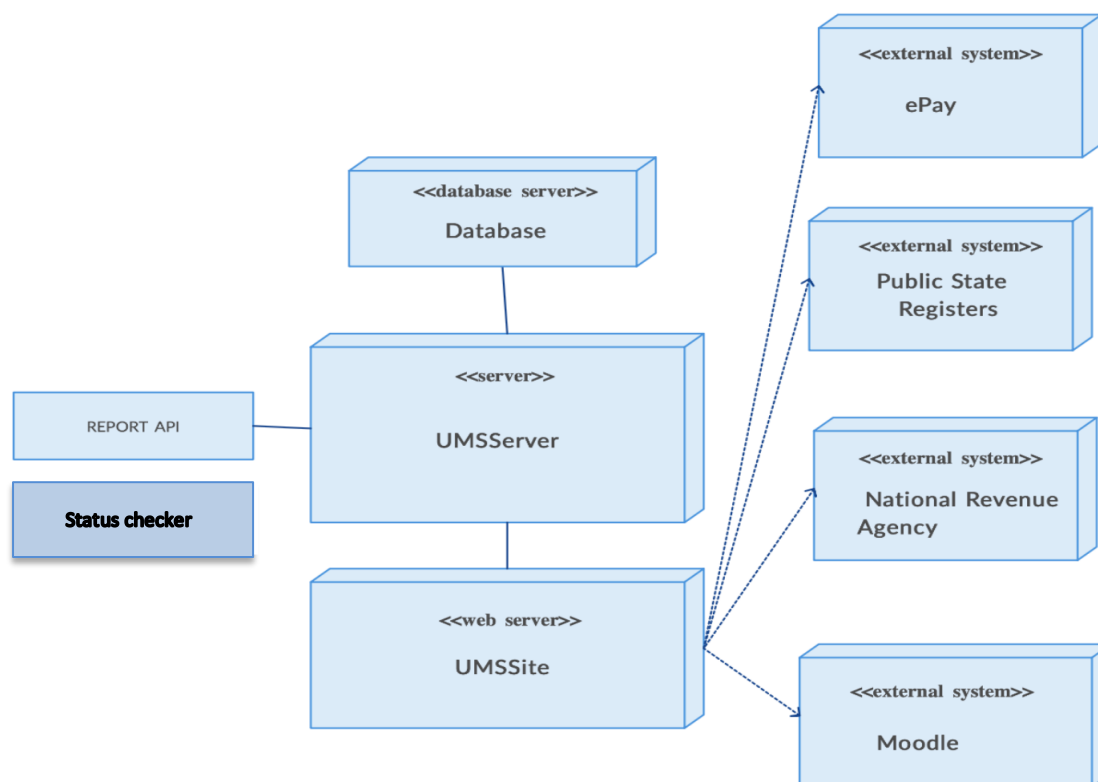 <<external system>>
ePay
<<database server>>
Database
<<external system>>
Public State
Registers
<<server>>
UMSServer
REPORT API
Status checker
<<external system>>
National Revenue
Agency
<<web server>>
UMSSite
<<external system>>
Moodle